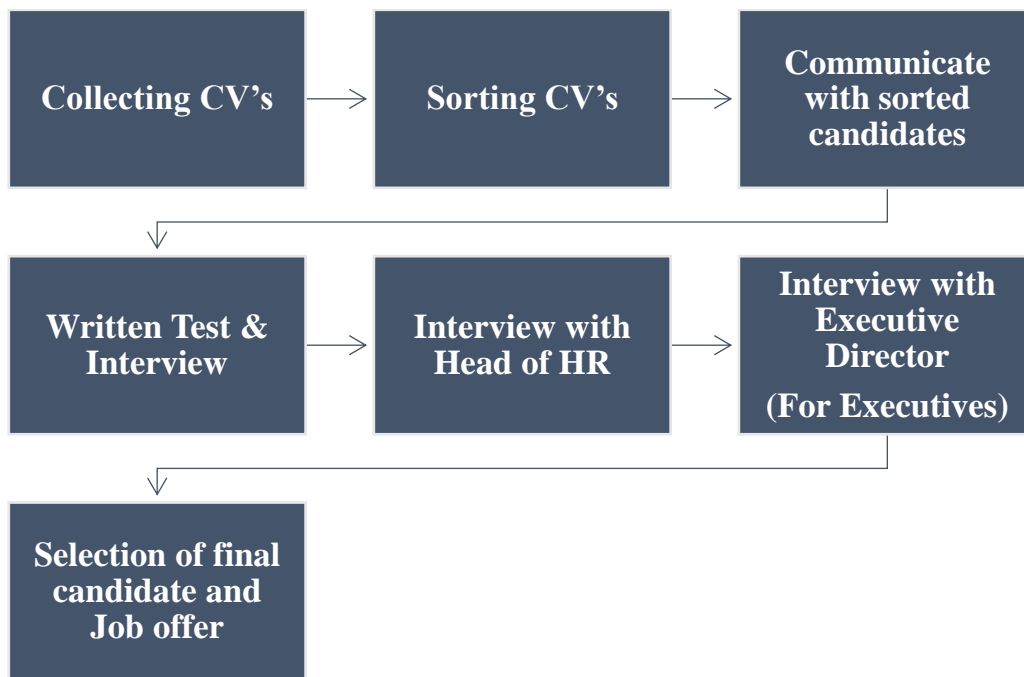 Collecting CV’s
Sorting CV’s
Communicate
with sorted
candidates
Written Test &
Interview
Interview with
Head of HR
Interview with
Executive
Director
(For Executives)
Selection of final
candidate and
Job offer